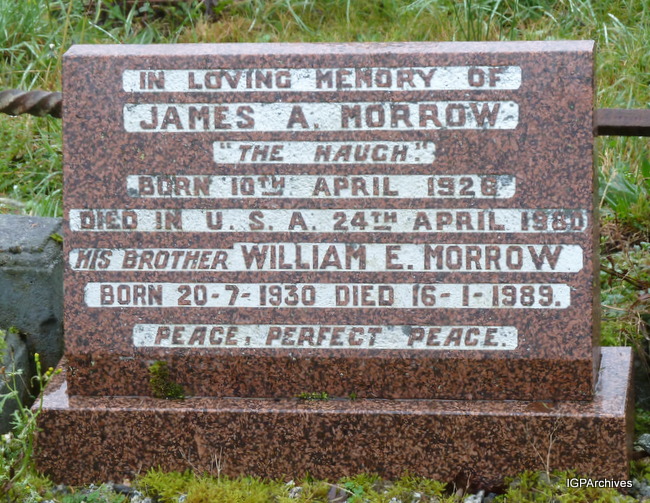 IN LOVING MEMORY OF
JAMES A. MORROW
"THE HAUGH."
BORN 10TH APRIL 1928
DIED IN U.S.A. 24TH APRIL 1980
HIS BROTHER WILLIAM E. MORROW
BORN 20-7-1930 DIED 16-1-1989.
PEACE, PERFECT PEACE.
IGPArchives